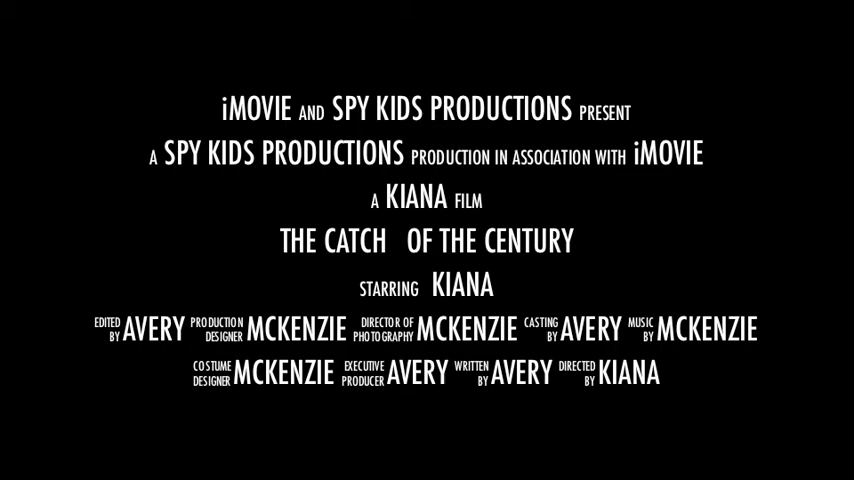 iMOVIE AND SPY KIDS PRODUCTIONS PRESENT
A SPY KIDS PRODUCTIONS PRODUCTION IN ASSOCIATION WITH iMOVIE
A KIANA FILM
THE CATCH OF THE CENTURY
STARRING KIANA
EDITED BY AVERY PRODUCTION DESIGNER MCKENZIE DIRECTOR OF PHOTOGRAPHY MCKENZIE CASTING BY AVERY MUSIC BY MCKENZIE
COSTUME DESIGNER MCKENZIE EXECUTIVE PRODUCER AVERY WRITTEN BY AVERY DIRECTED BY KIANA